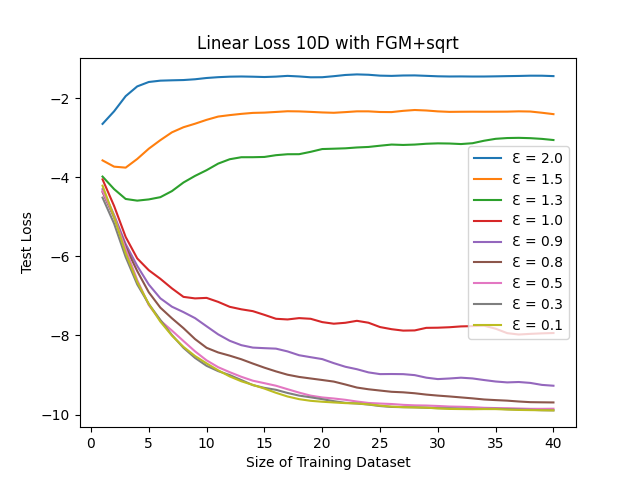 Linear Loss 10D with FGM+sqrt
Test Loss
−2
−4
−6
−8
−10
ℇ = 2.0
ℇ = 1.5
ℇ = 1.3
ℇ = 1.0
ℇ = 0.9
ℇ = 0.8
ℇ = 0.5
ℇ = 0.3
ℇ = 0.1
0 5 10 15 20 25 30 35 40
Size of Training Dataset